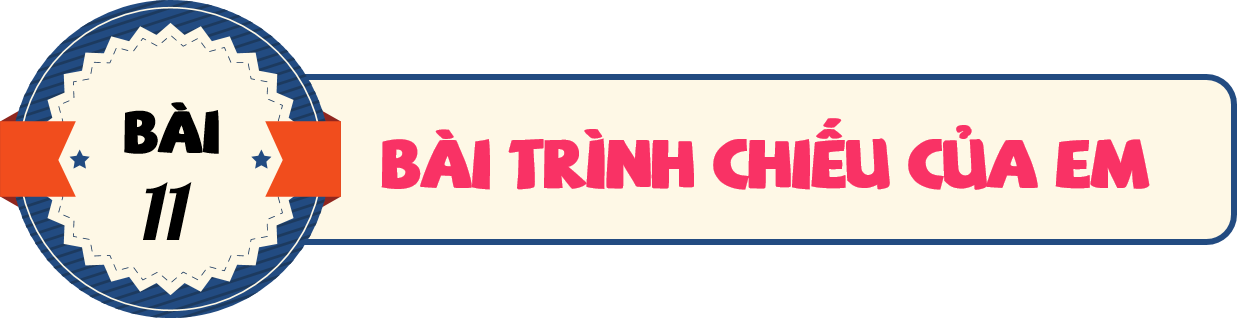 BÀI
11
BÀI TRÌNH CHIẾU CỦA EM